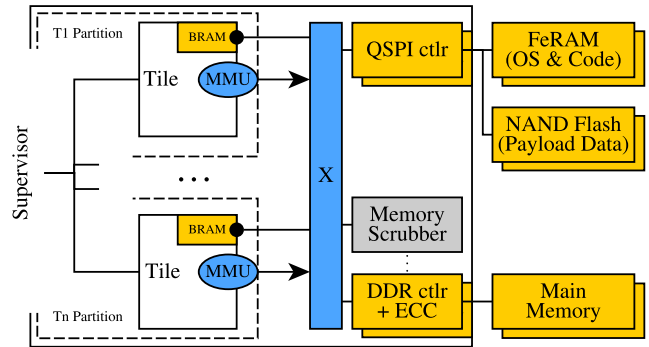 T1 Partition
BRAM
Tile
MMU
QSPI ctlr
FeRAM
(OS & Code)
NAND Flash
(Payload Data)
Supervisor
...
X
Memory
Scrubber
BRAM
Tile
MMU
DDR ctlr
+ ECC
Main
Memory
Tn Partition